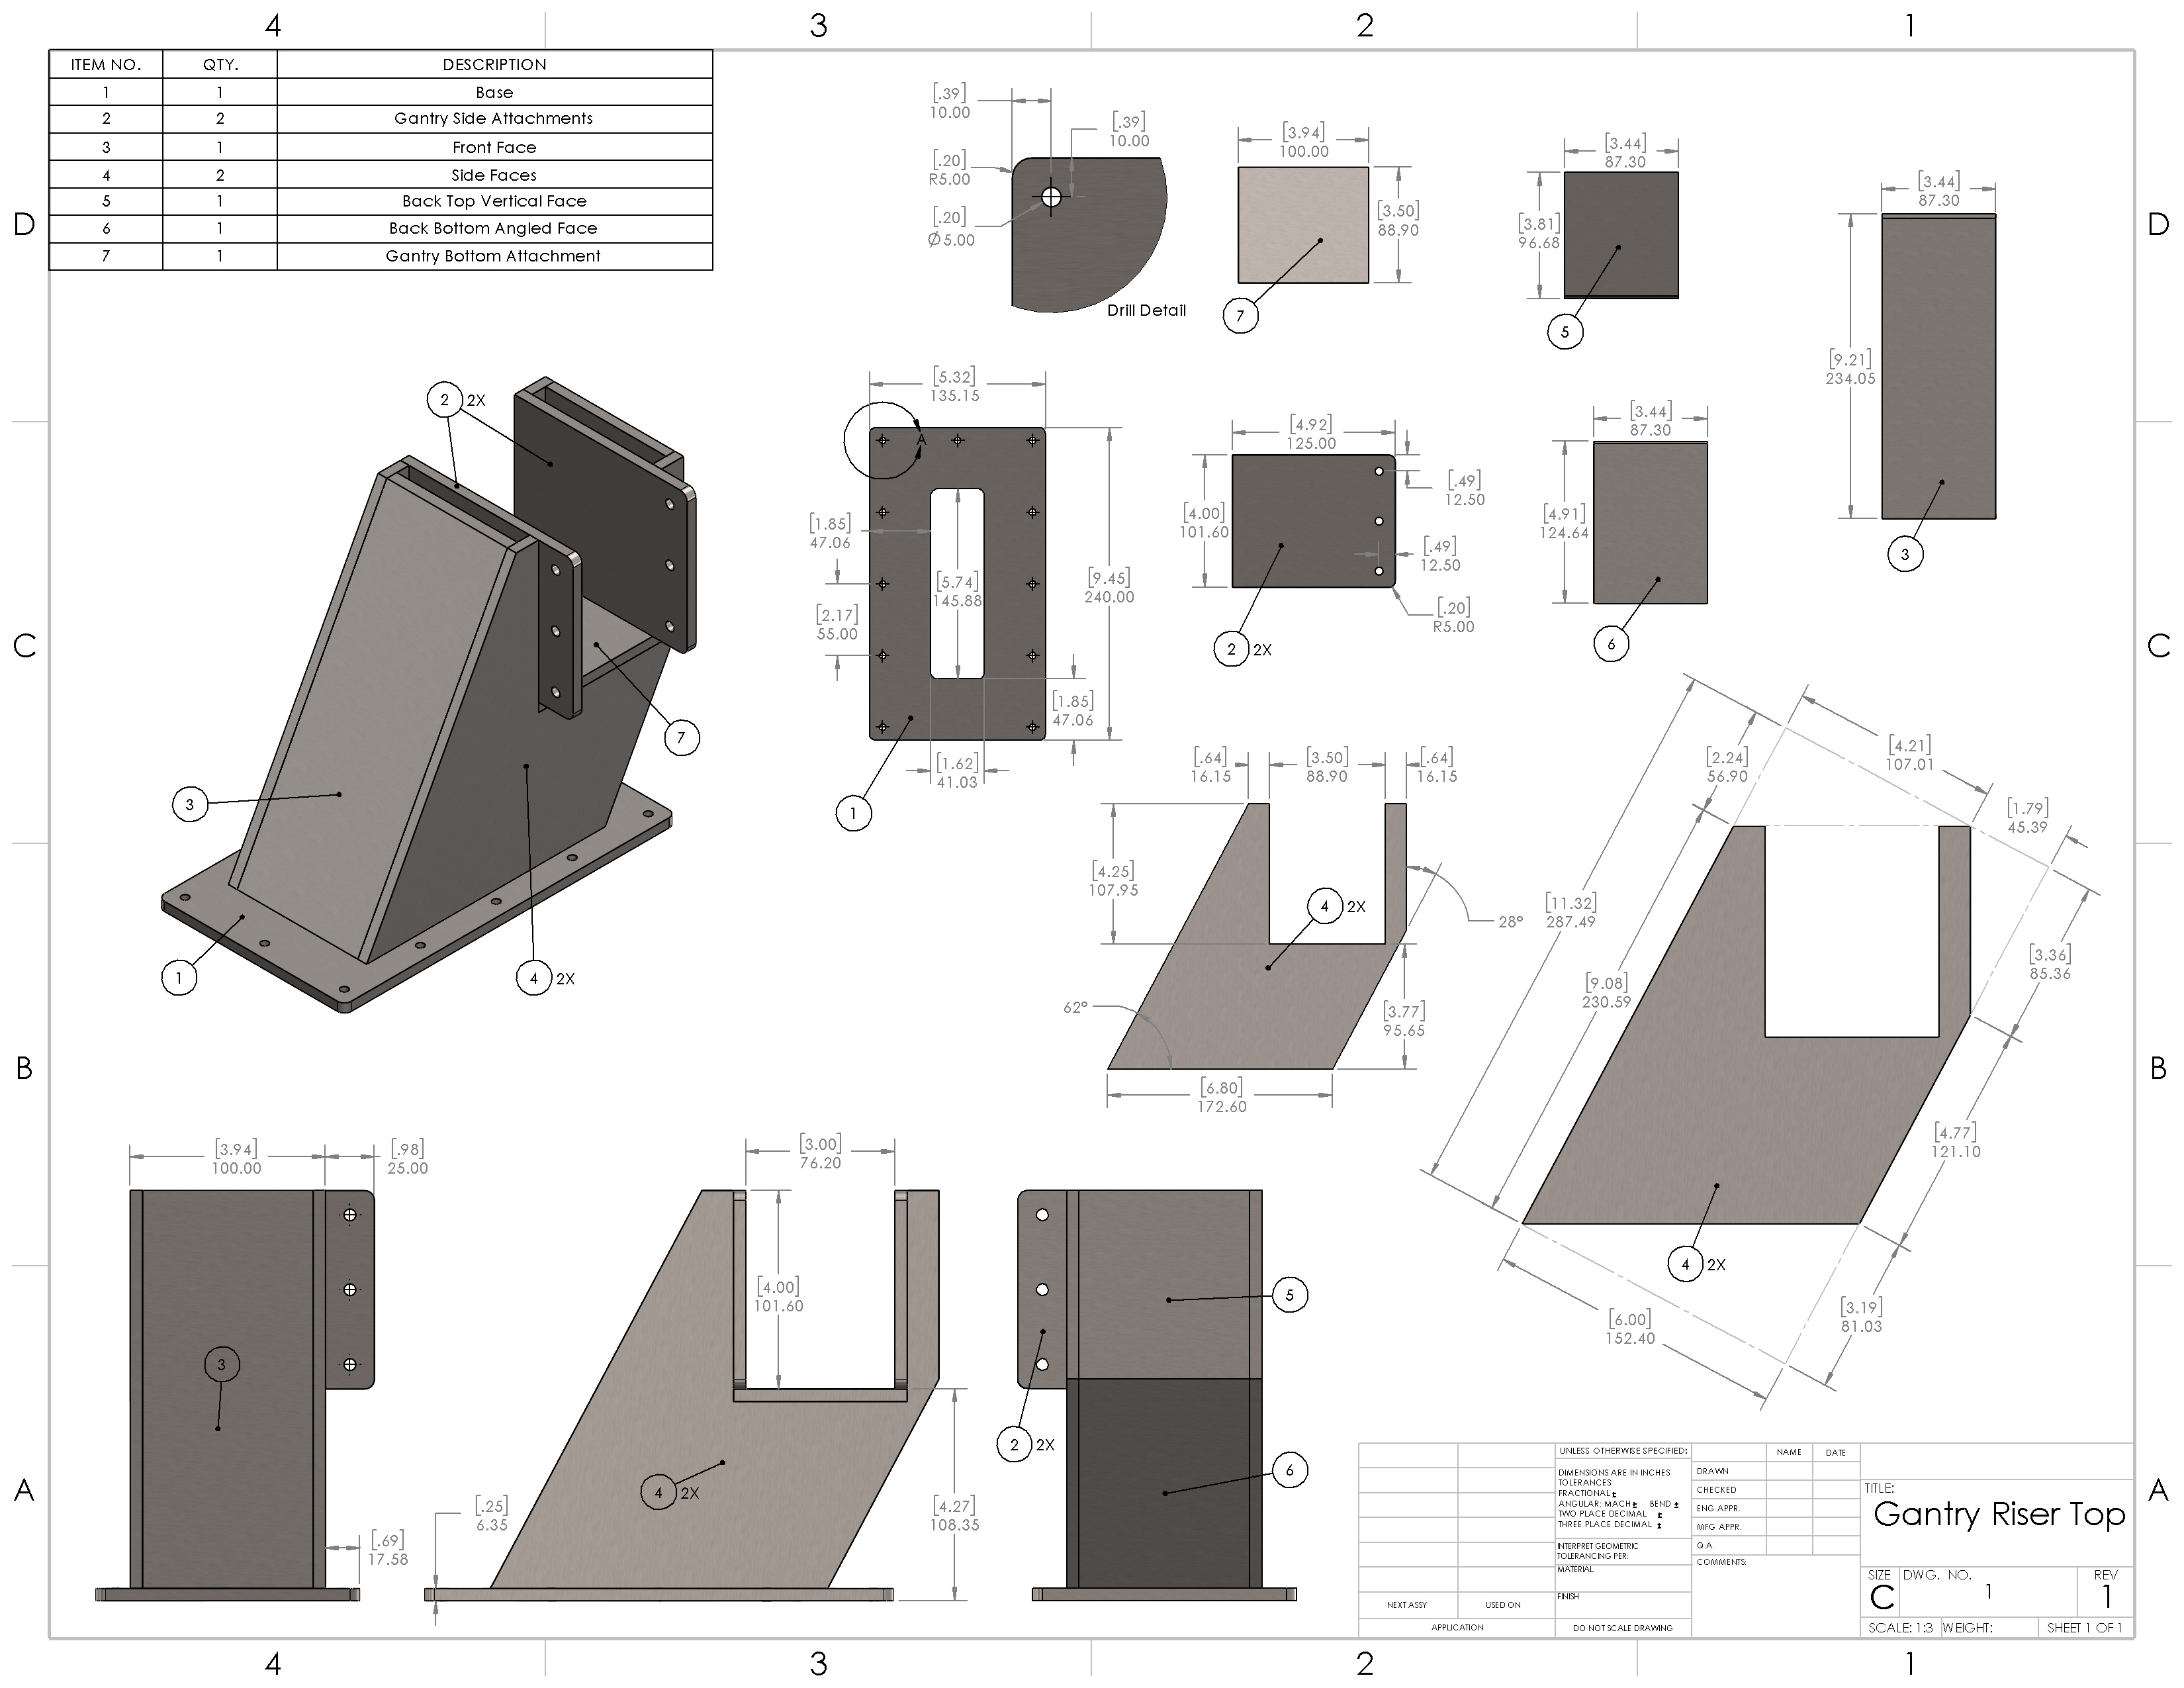 4 3 2 1
ITEM NO. QTY. DESCRIPTION
1 1 Base
2 2 Gantry Side Attachments
3 1 Front Face
4 2 Side Faces
5 1 Back Top Vertical Face
6 1 Back Bottom Angled Face
7 1 Gantry Bottom Attachment
D
D
[.39]
10.00
[.39]
10.00
[.20]
R5.00
[.20]
Ø5.00
Drill Detail
[3.94]
100.00
[3.50]
88.90
7
[3.44]
87.30
[3.81]
96.68
5
[3.44]
87.30
[9.21]
234.05
3
2 2X
7
3
1
4 2X
[5.32]
135.15
A
[1.85]
47.06
[2.17]
55.00
[5.74]
145.88
[9.45]
240.00
[1.85]
47.06
[1.62]
41.03
1
[4.92]
125.00
[4.00]
101.60
[.49]
12.50
[.49]
12.50
[.20]
R5.00
2 2X
[3.44]
87.30
[4.91]
124.64
6
C
C
[.64]
16.15
[3.50]
88.90
[.64]
16.15
[4.25]
107.95
4 2X
28°
62°
[3.77]
95.65
[6.80]
172.60
[2.24]
56.90
[4.21]
107.01
[1.79]
45.39
[11.32]
287.49
[9.08]
230.59
[3.36]
85.36
[4.77]
121.10
4 2X
[3.19]
81.03
[6.00]
152.40
B
B
[3.94]
100.00
[.98]
25.00
3
[.69]
17.58
[3.00]
76.20
[4.00]
101.60
4 2X
[.25]
6.35
[4.27]
108.35
5
2 2X
6
A
A
UNLESS OTHERWISE SPECIFIED:
DIMENSIONS ARE IN INCHES
TOLERANCES:
FRACTIONAL ±
ANGULAR: MACH ± BEND ±
TWO PLACE DECIMAL ±
THREE PLACE DECIMAL ±
INTERPRET GEOMETRIC
TOLERANCING PER:
MATERIAL
FINISH
DO NOT SCALE DRAWING
NEXT ASSY USED ON
APPLICATION
NAME DATE
DRAWN
CHECKED
ENG APPR.
MFG APPR.
Q.A.
COMMENTS:
TITLE:
Gantry Riser Top
SIZE DWG. NO. REV
C 1 1
SCALE: 1:3 WEIGHT: SHEET 1 OF 1
4 3 2 1